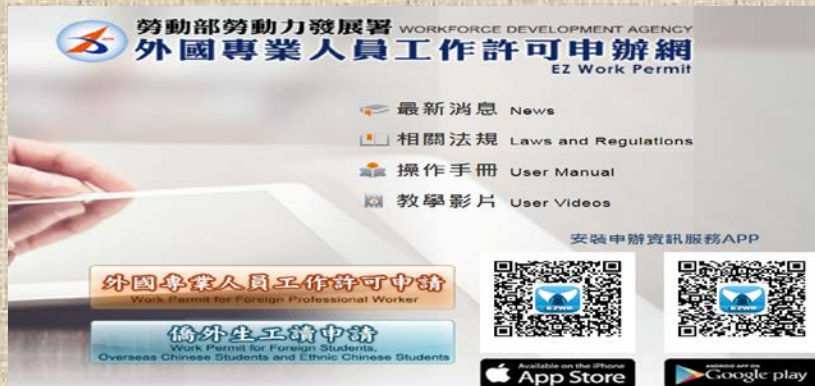 勞動部勞動力發展署 WORKFORCE DEVELOPMENT AGENCY
外國專業人員工作許可申辦網
EZ Work Permit
最新消息 News
相關法規 Laws and Regulations
操作手冊 User Manual
教學影片 User Videos
安裝申辦資訊服務APP
外國專業人員工作許可申請
Work Permit for Foreign Professional Worker
僑外生工讀申請
Work Permit for Foreign Students,
Overseas Chinese Students and Ethnic Chinese Students
EZWP
EZWP
Available on the iPhone
App Store
ANDROID APP ON
Google play